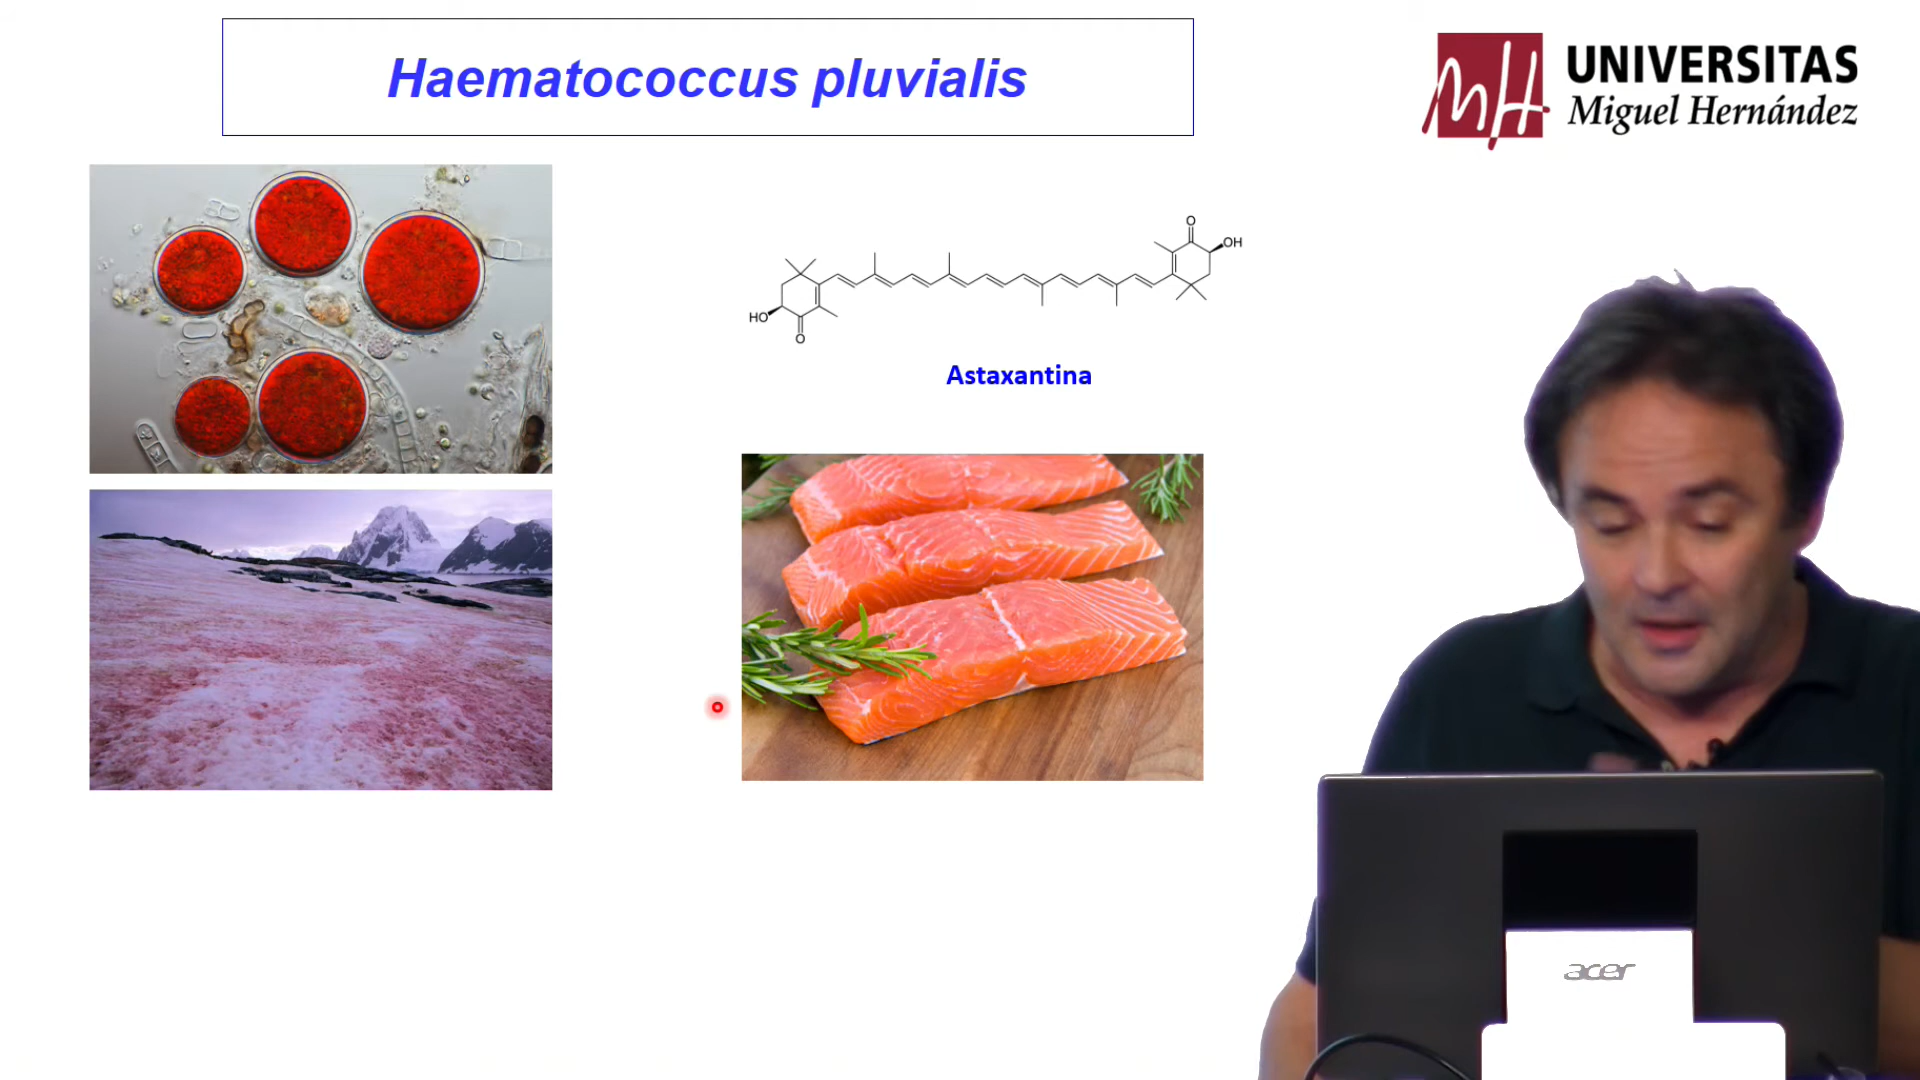 Haematococcus pluvialis
UNIVERSITAS
Miguel Hernández
O
OH
HO
O
Astaxantina
acer